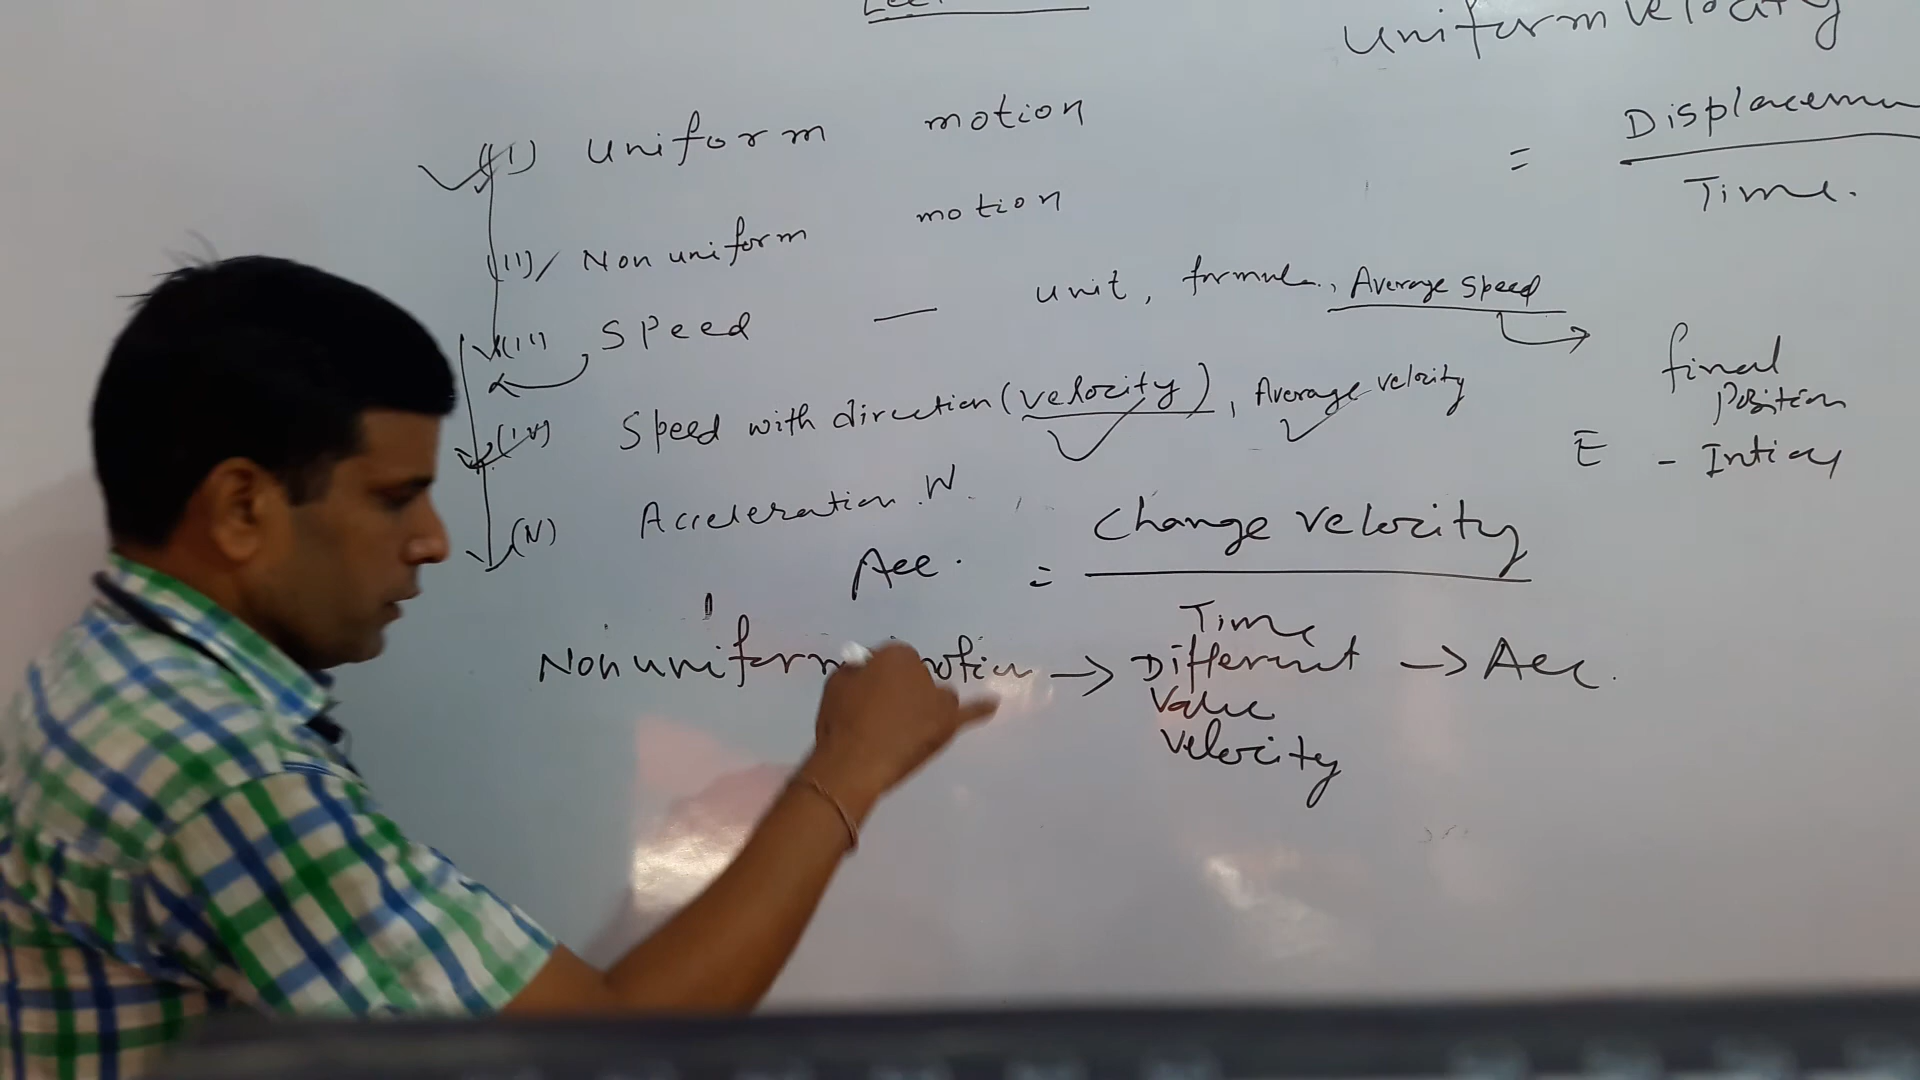 Uniform velocity
= Displacemen
Time.
(I) Uniform motion
(II) Non uniform motion
(III) Speed — unit, formula, Average Speed
(IV) Speed with direction (velocity), Average velocity
final
position
- Intial
(V) Acceleration
Acc. = Change velocity
Time
Non uniform motion → Different → Acc.
Value
Velocity